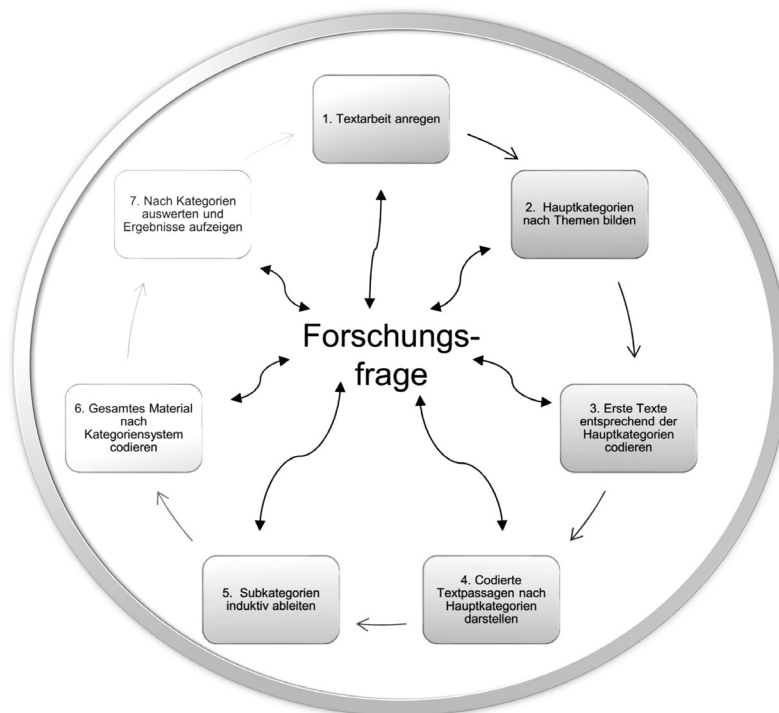 1. Textarbeit anregen
2. Hauptkategorien
nach Themen bilden
3. Erste Texte
entsprechend der
Hauptkategorien
codieren
4. Codierte
Textpassagen nach
Hauptkategorien
darstellen
5. Subkategorien
induktiv ableiten
6. Gesamtes Material
nach
Kategoriensystem
codieren
7. Nach Kategorien
auswerten und
Ergebnisse aufzeigen
Forschungs-
frage